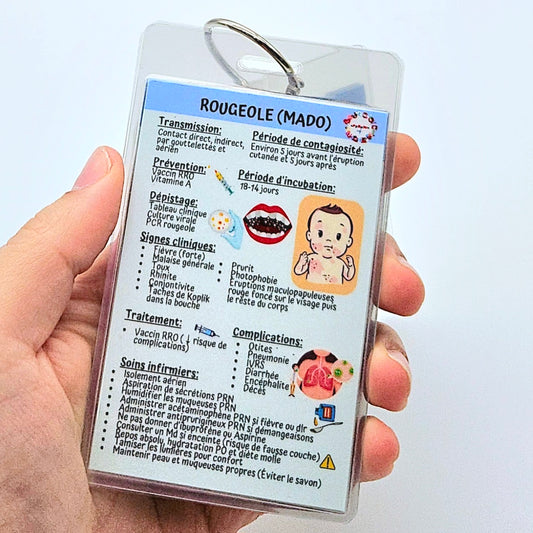 ROUGEOLE (MADO)
Transmission:
Contact direct, indirect,
par gouttelettes et
aérien
Période de contagiosité:
Environ 5 jours avant l'éruption
cutanée et 5 jours après
Prévention:
Vaccin RRO
Vitamine A
Période d'incubation:
18-14 jours
Dépistage:
Tableau clinique
Culture virale
PCR rougeole
Signes cliniques:
• Fièvre (forte)
• Malaise générale
• Toux
• Rhinite
• Conjontivite
• Taches de Koplik
dans la bouche
• Prurit
• Photophobie
• Éruptions maculopapuleuses
rouge foncé sur le visage puis
le reste du corps
Traitement:
• Vaccin RRO (↓ risque de
complications)
Complications:
• Otites
• Pneumonie
• IVRS
• Diarrhée
• Encéphalite
• Décès
Soins infirmiers:
• Isolement aérien
• Aspiration de sécrétions PRN
• Humidifier les muqueuses PRN
• Administrer acétaminophène PRN si fièvre ou dlr
• Administrer antiprurigineux PRN si démangeaisons
• Ne pas donner d'ibuprofène ou Aspirine
• Consulter un Md si enceinte (risque de fausse couche)
• Repos absolu, hydratation PO et diète molle
• Tamiser les lumières pour confort
• Maintenir peau et muqueuses propres (Éviter le savon)